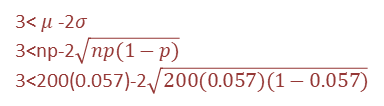 3< μ -2σ
3<np-2√np(1 − p)
3<200(0.057)-2√200(0.057)(1 − 0.057)